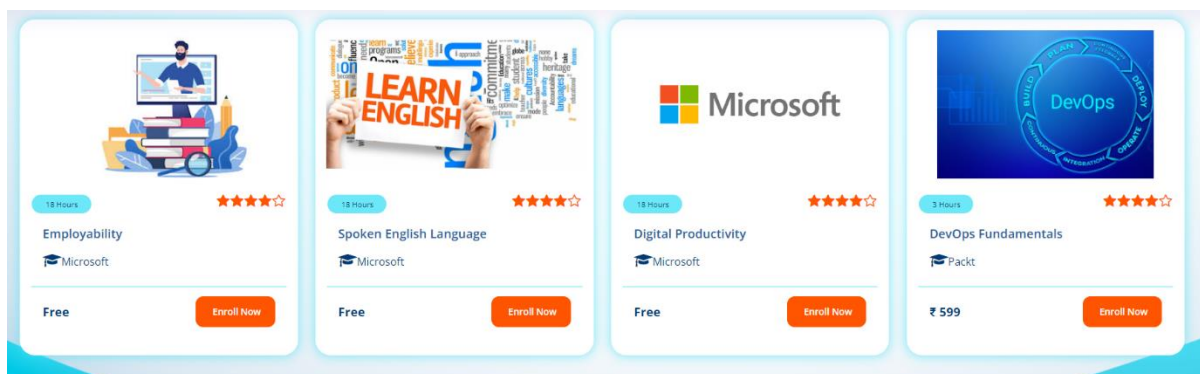 LEARN
ENGLISH
Microsoft
PLAN
BUILD
DevOps
DEPLOY
OPERATE
CONTINUOUS
INTEGRATION
18 Hours
Employability
Microsoft
Free
Enroll Now
18 Hours
Spoken English Language
Microsoft
Free
Enroll Now
18 Hours
Digital Productivity
Microsoft
Free
Enroll Now
3 Hours
DevOps Fundamentals
Packt
₹ 599
Enroll Now